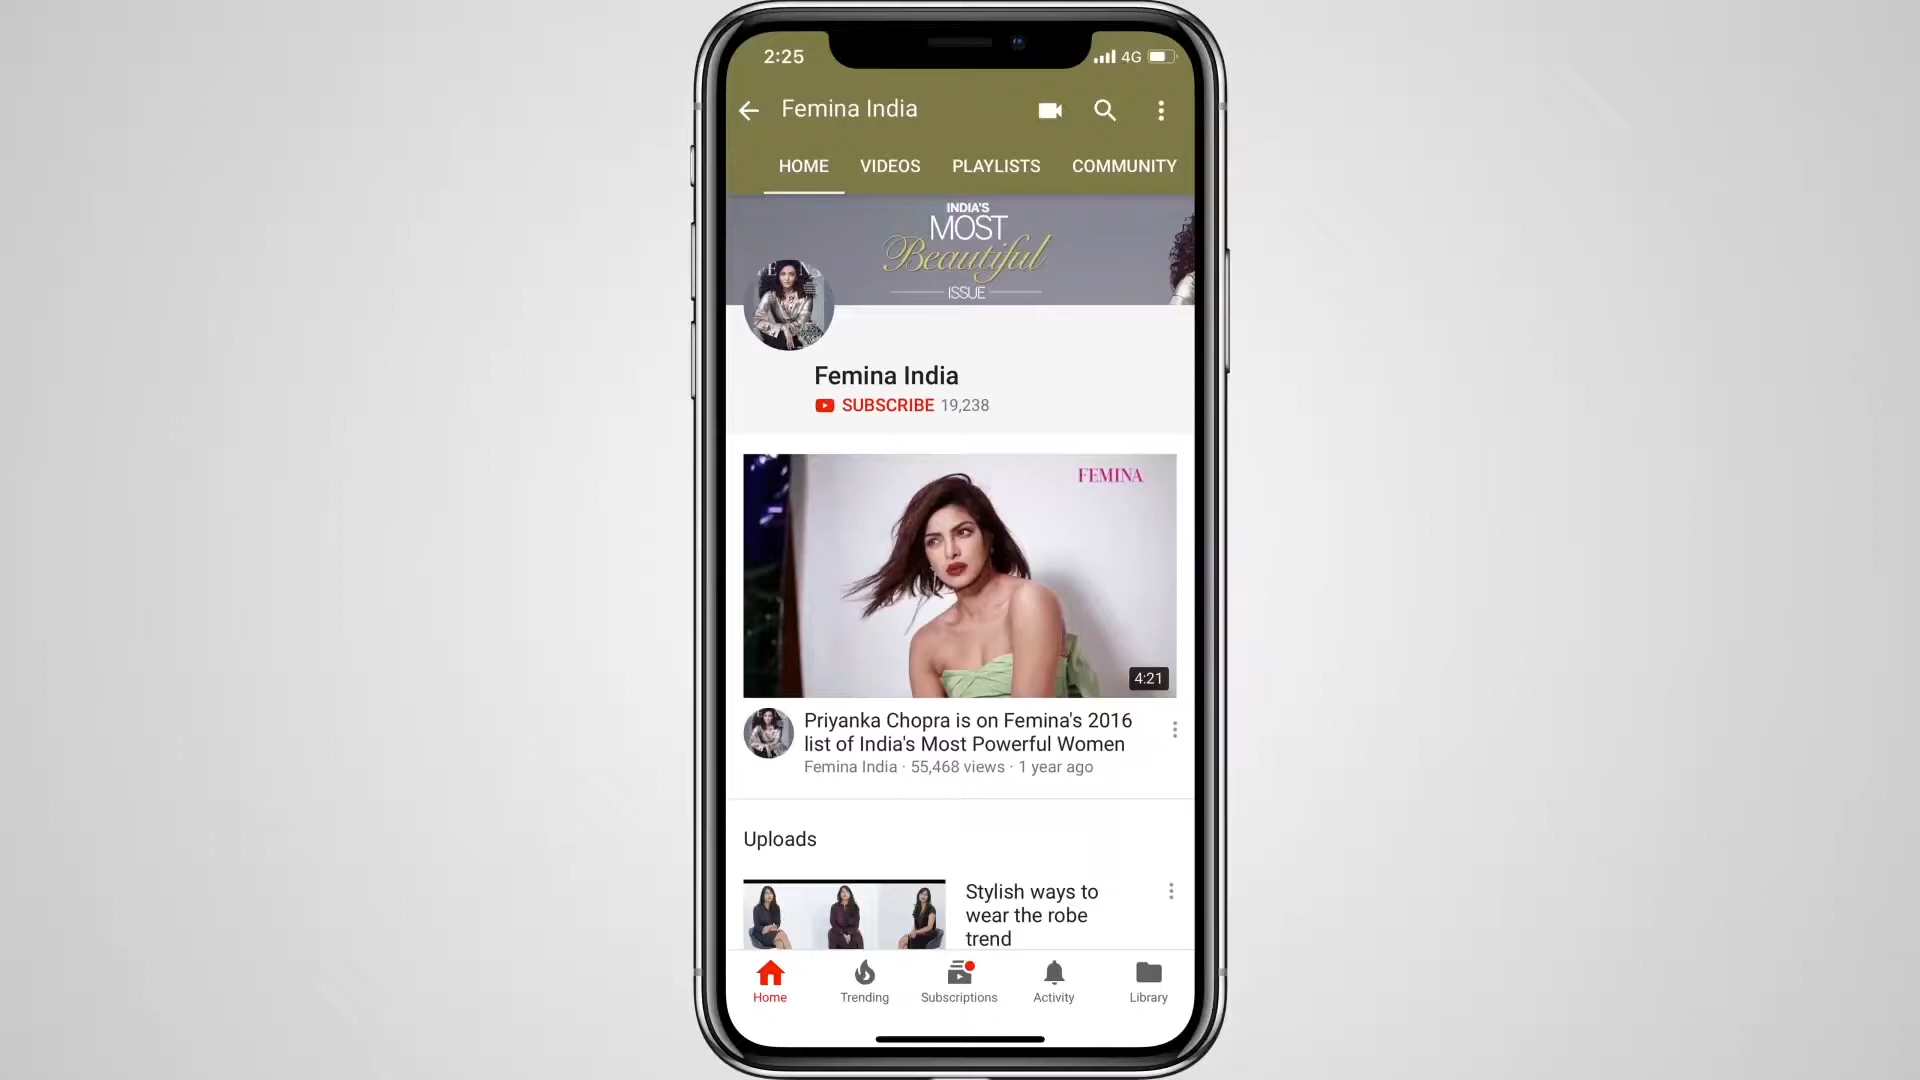 2:25
4G
Femina India
HOME VIDEOS PLAYLISTS COMMUNITY
INDIA'S
MOST
Beautiful
ISSUE
Femina India
SUBSCRIBE 19,238
FEMINA
4:21
Priyanka Chopra is on Femina's 2016
list of India's Most Powerful Women
Femina India · 55,468 views · 1 year ago
Uploads
Stylish ways to
wear the robe
trend
Home Trending Subscriptions Activity Library